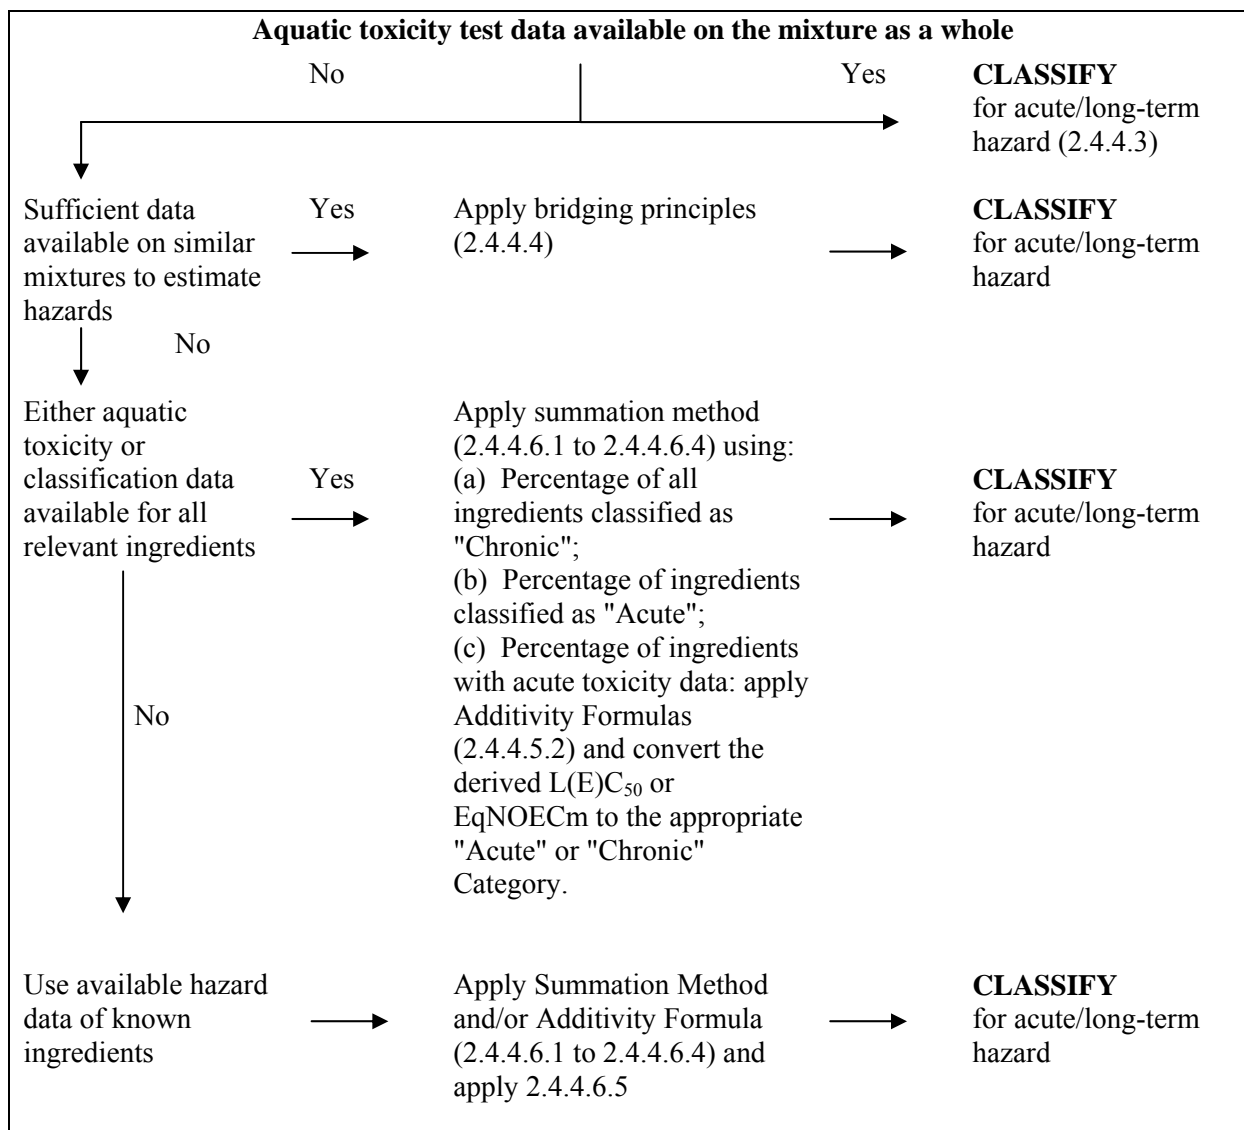 Aquatic toxicity test data available on the mixture as a whole
No
Yes
CLASSIFY
for acute/long-term
hazard (2.4.4.3)
Sufficient data
available on similar
mixtures to estimate
hazards
Yes
Apply bridging principles
(2.4.4.4)
CLASSIFY
for acute/long-term
hazard
No
Either aquatic
toxicity or
classification data
available for all
relevant ingredients
Yes
Apply summation method
(2.4.4.6.1 to 2.4.4.6.4) using:
(a) Percentage of all
ingredients classified as
"Chronic";
(b) Percentage of ingredients
classified as "Acute";
(c) Percentage of ingredients
with acute toxicity data: apply
Additivity Formulas
(2.4.4.5.2) and convert the
derived L(E)C₅₀ or
EqNOECm to the appropriate
"Acute" or "Chronic"
Category.
CLASSIFY
for acute/long-term
hazard
No
Use available hazard
data of known
ingredients
Apply Summation Method
and/or Additivity Formula
(2.4.4.6.1 to 2.4.4.6.4) and
apply 2.4.4.6.5
CLASSIFY
for acute/long-term
hazard